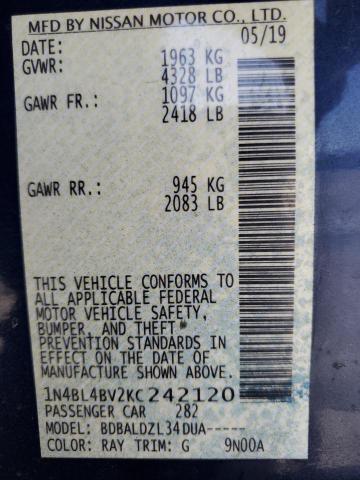 MFD BY NISSAN MOTOR CO., LTD.
DATE: 05/19
GVWR: 1963 KG
4328 LB
GAWR FR.: 1097 KG
2418 LB
GAWR RR.: 945 KG
2083 LB
THIS VEHICLE CONFORMS TO
ALL APPLICABLE FEDERAL
MOTOR VEHICLE SAFETY,
BUMPER, AND THEFT
PREVENTION STANDARDS IN
EFFECT ON THE DATE OF
MANUFACTURE SHOWN ABOVE.
1N4BL4BV2KC242120
PASSENGER CAR 282
MODEL: BDBALDZL34DUA-----
COLOR: RAY TRIM: G 9N00A